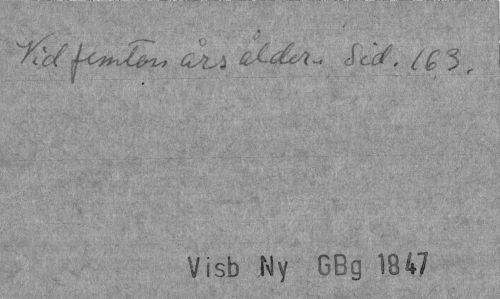 Vid femton års ålder. Sid. 163.
Visb Ny GBg 1847